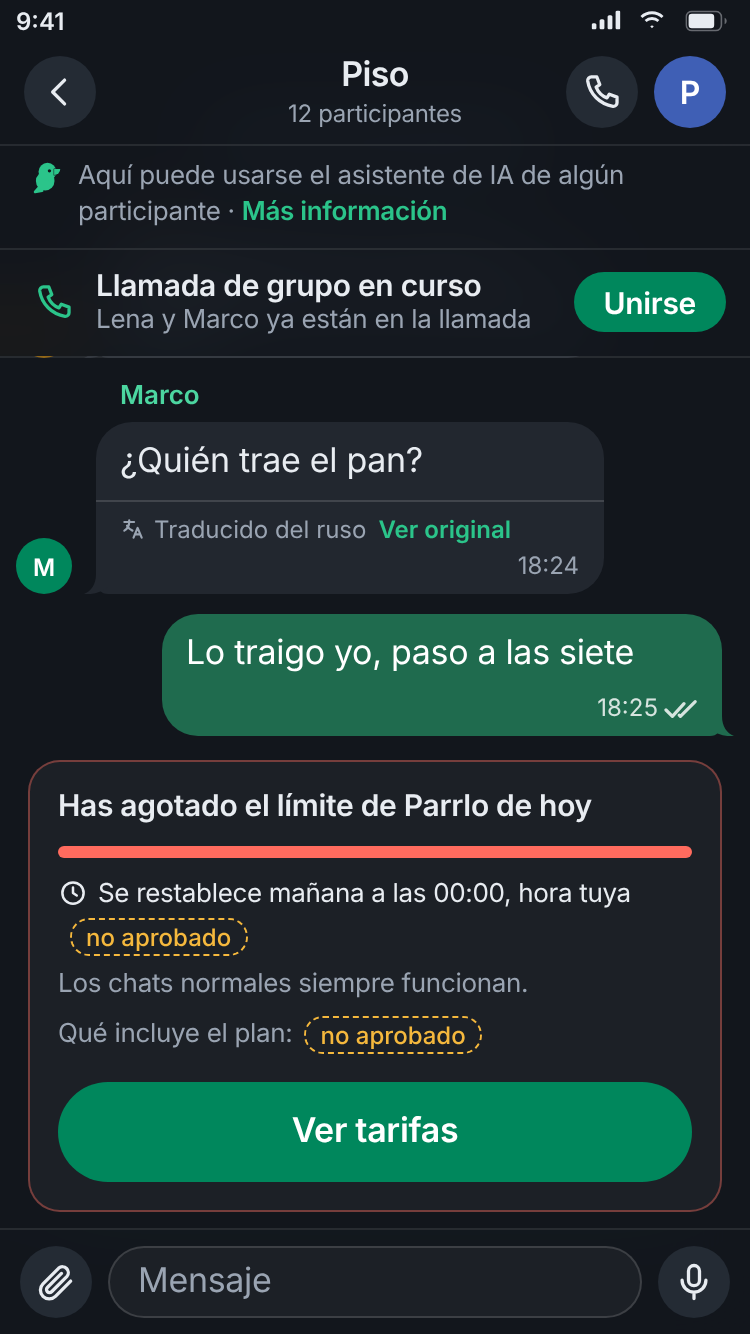 9:41
Piso
12 participantes
P
Aquí puede usarse el asistente de IA de algún
participante · Más información
Llamada de grupo en curso
Lena y Marco ya están en la llamada
Unirse
Marco
¿Quién trae el pan?
Traducido del ruso Ver original
18:24
M
Lo traigo yo, paso a las siete
18:25
Has agotado el límite de Parrlo de hoy
Se restablece mañana a las 00:00, hora tuya
no aprobado
Los chats normales siempre funcionan.
Qué incluye el plan: no aprobado
Ver tarifas
Mensaje